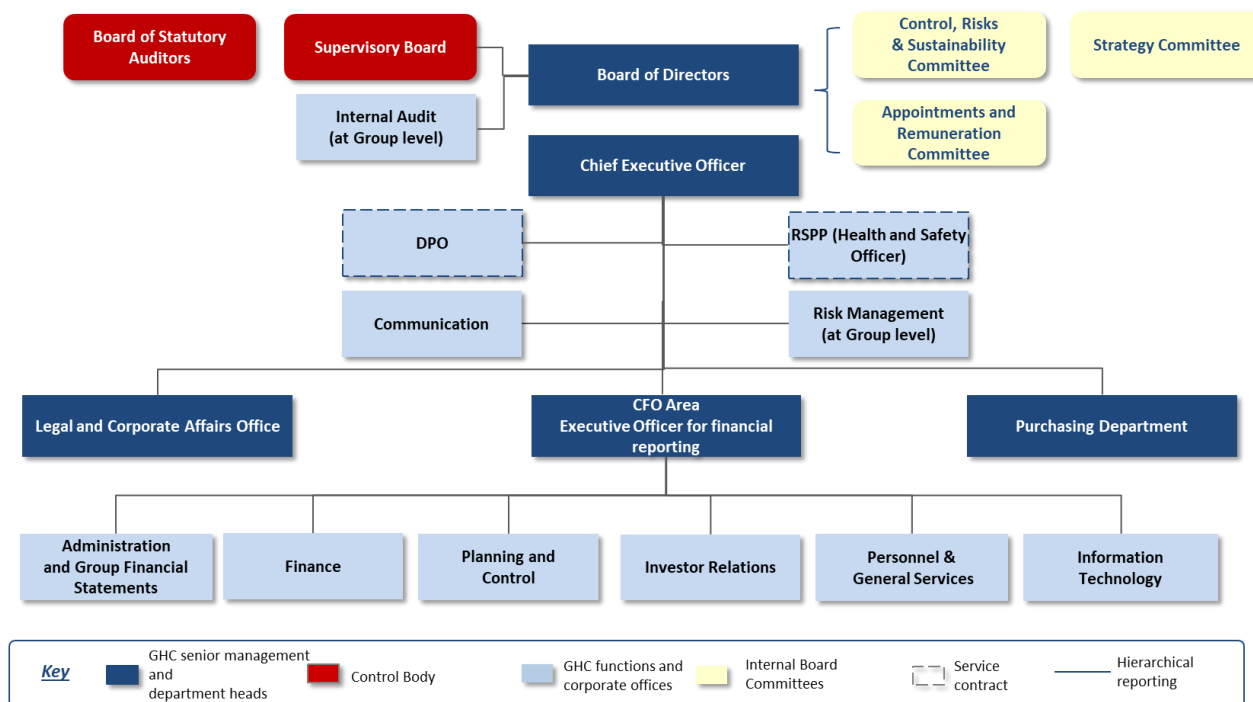 Board of Statutory
Auditors
Supervisory Board
Internal Audit
(at Group level)
Board of Directors
Control, Risks
& Sustainability
Committee
Strategy Committee
Appointments and
Remuneration
Committee
Chief Executive Officer
DPO
RSPP (Health and Safety
Officer)
Communication
Risk Management
(at Group level)
Legal and Corporate Affairs Office
CFO Area
Executive Officer for financial
reporting
Purchasing Department
Administration
and Group Financial
Statements
Finance
Planning and
Control
Investor Relations
Personnel &
General Services
Information
Technology
Key
GHC senior management
and
department heads
Control Body
GHC functions and
corporate offices
Internal Board
Committees
Service
contract
Hierarchical
reporting